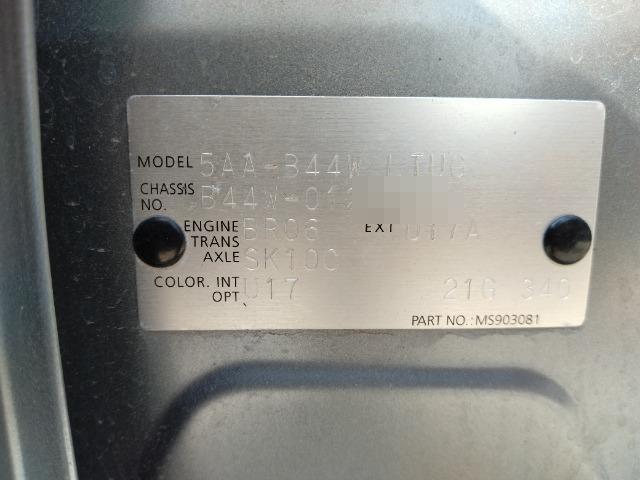 MODEL 5AA-B44W LTUG
CHASSIS NO. B44W-01
ENGINE BR06 EXT U17A
TRANS
AXLE SK10C
COLOR. INT U17 21G 340
OPT
PART NO.: MS903081